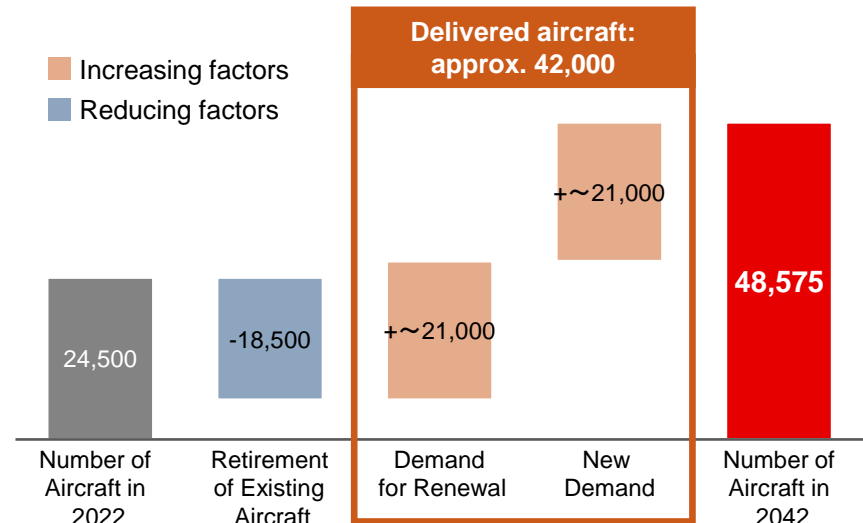 Delivered aircraft:
approx. 42,000
Increasing factors
Reducing factors
24,500
-18,500
+～21,000
+～21,000
48,575
Number of
Aircraft in
2022
Retirement
of Existing
Aircraft
Demand
for Renewal
New
Demand
Number of
Aircraft in
2042